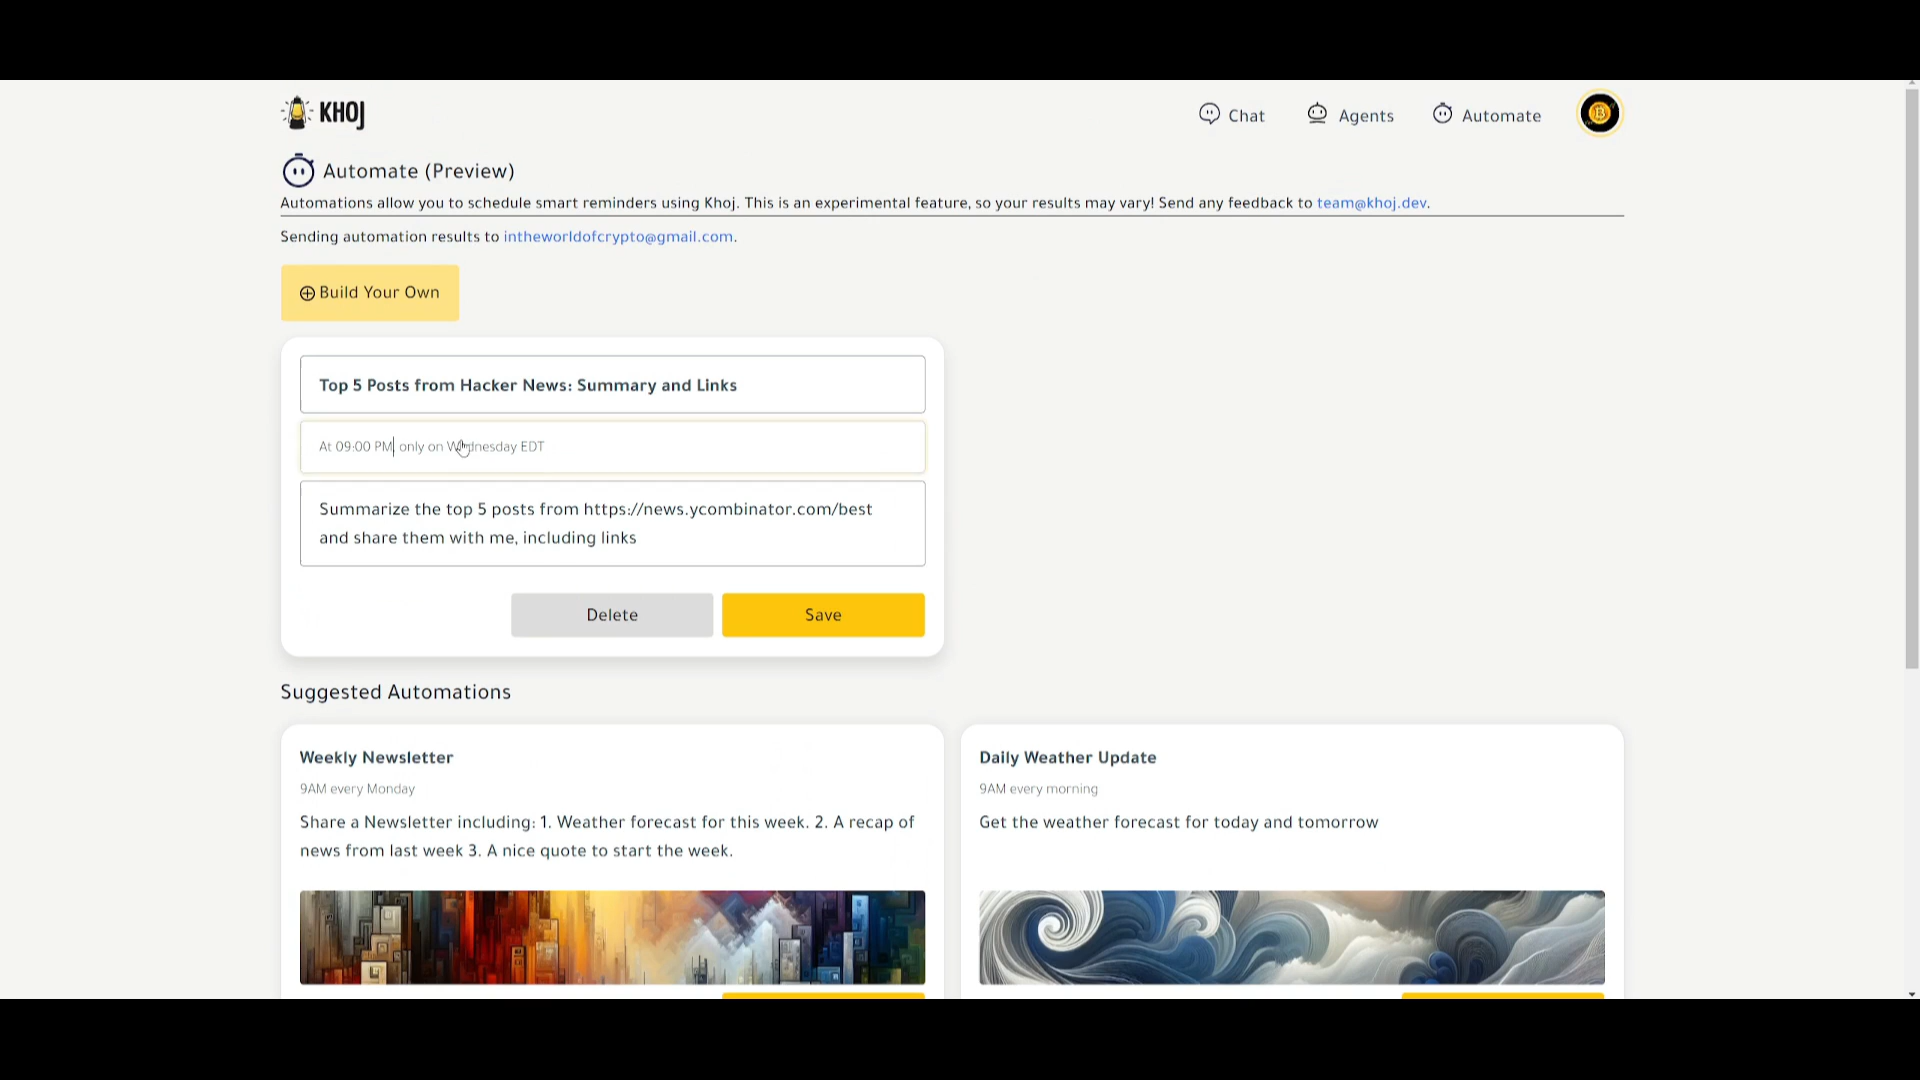 KHOJ
Chat Agents Automate
Automate (Preview)
Automations allow you to schedule smart reminders using Khoj. This is an experimental feature, so your results may vary! Send any feedback to team@khoj.dev.
Sending automation results to intheworldofcrypto@gmail.com.
Build Your Own
Top 5 Posts from Hacker News: Summary and Links
At 09:00 PM, only on Wednesday EDT
Summarize the top 5 posts from https://news.ycombinator.com/best
and share them with me, including links
Delete Save
Suggested Automations
Weekly Newsletter
9AM every Monday
Share a Newsletter including: 1. Weather forecast for this week. 2. A recap of
news from last week 3. A nice quote to start the week.
Daily Weather Update
9AM every morning
Get the weather forecast for today and tomorrow